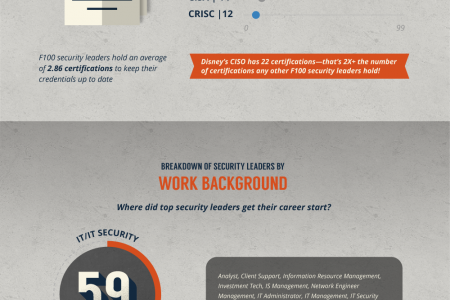 CRISC | 12
0
99
F100 security leaders hold an average
of 2.86 certifications to keep their
credentials up to date
Disney's CISO has 22 certifications—that's 2X+ the number
of certifications any other F100 security leaders hold!
BREAKDOWN OF SECURITY LEADERS BY
WORK BACKGROUND
Where did top security leaders get their career start?
IT/IT SECURITY
59
Analyst, Client Support, Information Resource Management,
Investment Tech, IS Management, Network Engineer
Management, IT Administrator, IT Management, IT Security